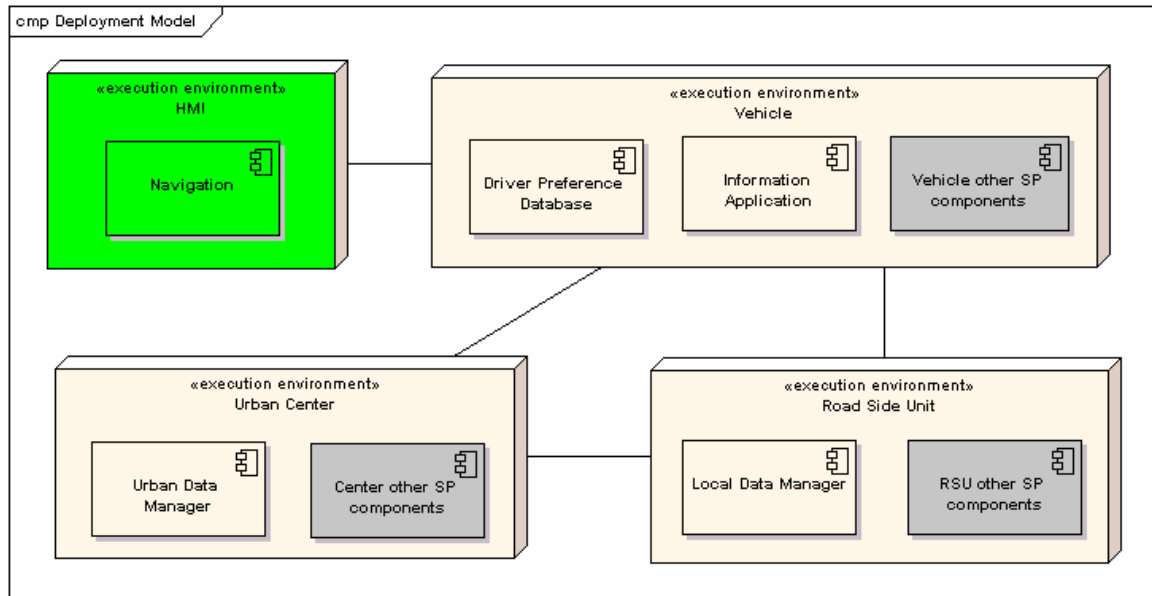 cmp Deployment Model
«execution environment»
HMI
Navigation
«execution environment»
Vehicle
Driver Preference
Database
Information
Application
Vehicle other SP
components
«execution environment»
Urban Center
Urban Data
Manager
Center other SP
components
«execution environment»
Road Side Unit
Local Data Manager
RSU other SP
components